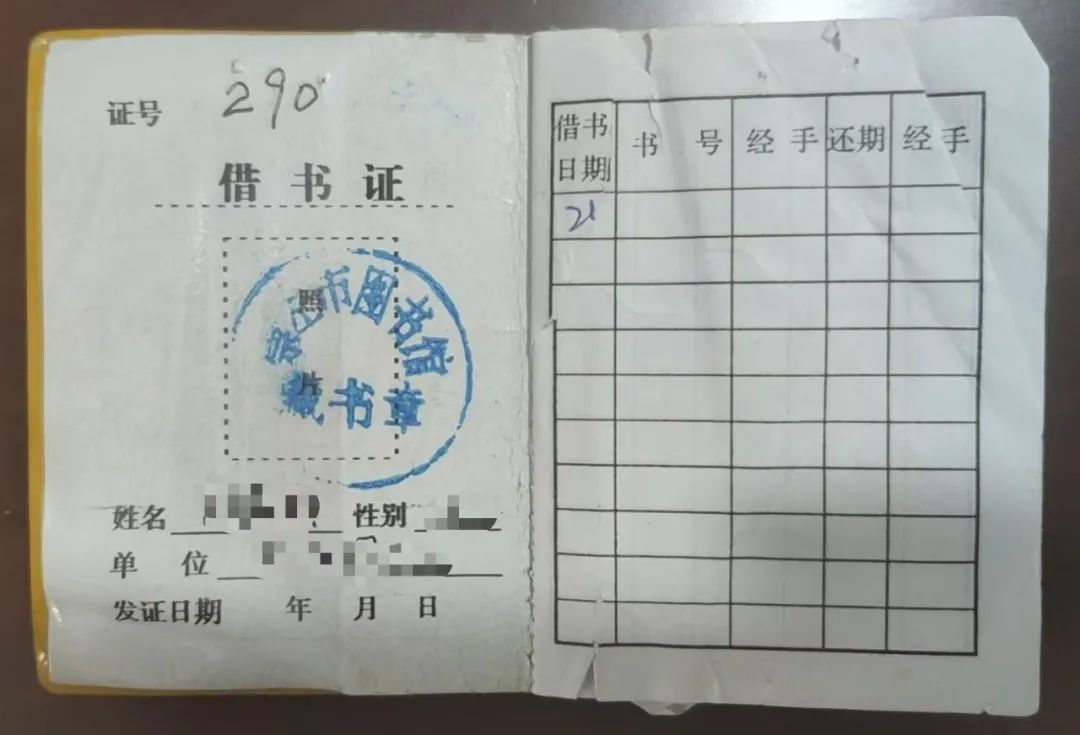 证号 290
借书证
照
片
市图书馆
藏书章
姓名 性别
单位
发证日期 年 月 日
借书日期 书号 经手 还期 经手
21